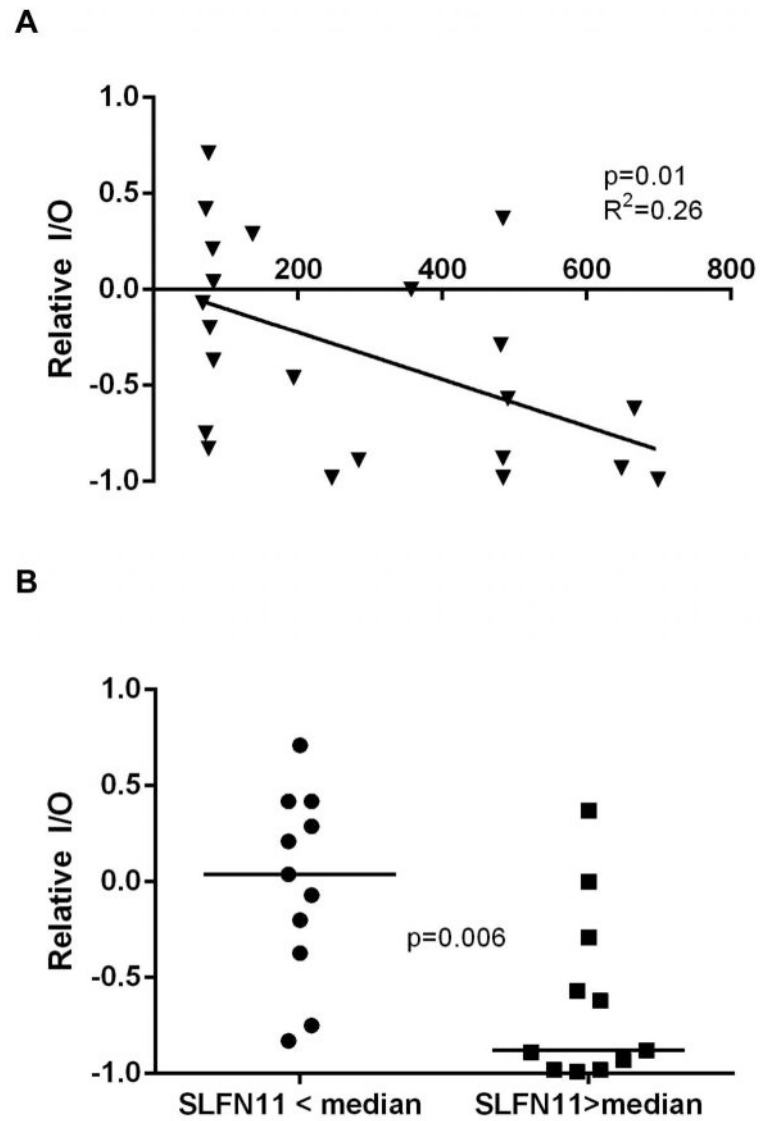 A
1.0
0.5
0.0
-0.5
-1.0
Relative I/O
200 400 600 800
p=0.01
R²=0.26
B
1.0
0.5
0.0
-0.5
-1.0
Relative I/O
p=0.006
SLFN11 < median SLFN11>median